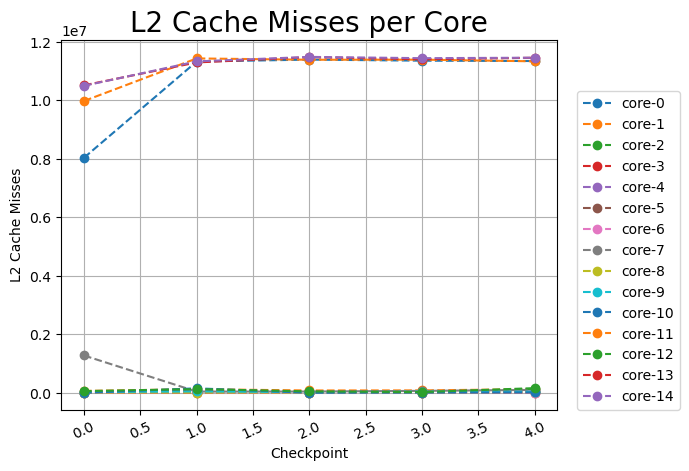 L2 Cache Misses per Core
1e7
1.2
1.0
0.8
0.6
0.4
0.2
0.0
L2 Cache Misses
0.0 0.5 1.0 1.5 2.0 2.5 3.0 3.5 4.0
Checkpoint
core-0
core-1
core-2
core-3
core-4
core-5
core-6
core-7
core-8
core-9
core-10
core-11
core-12
core-13
core-14